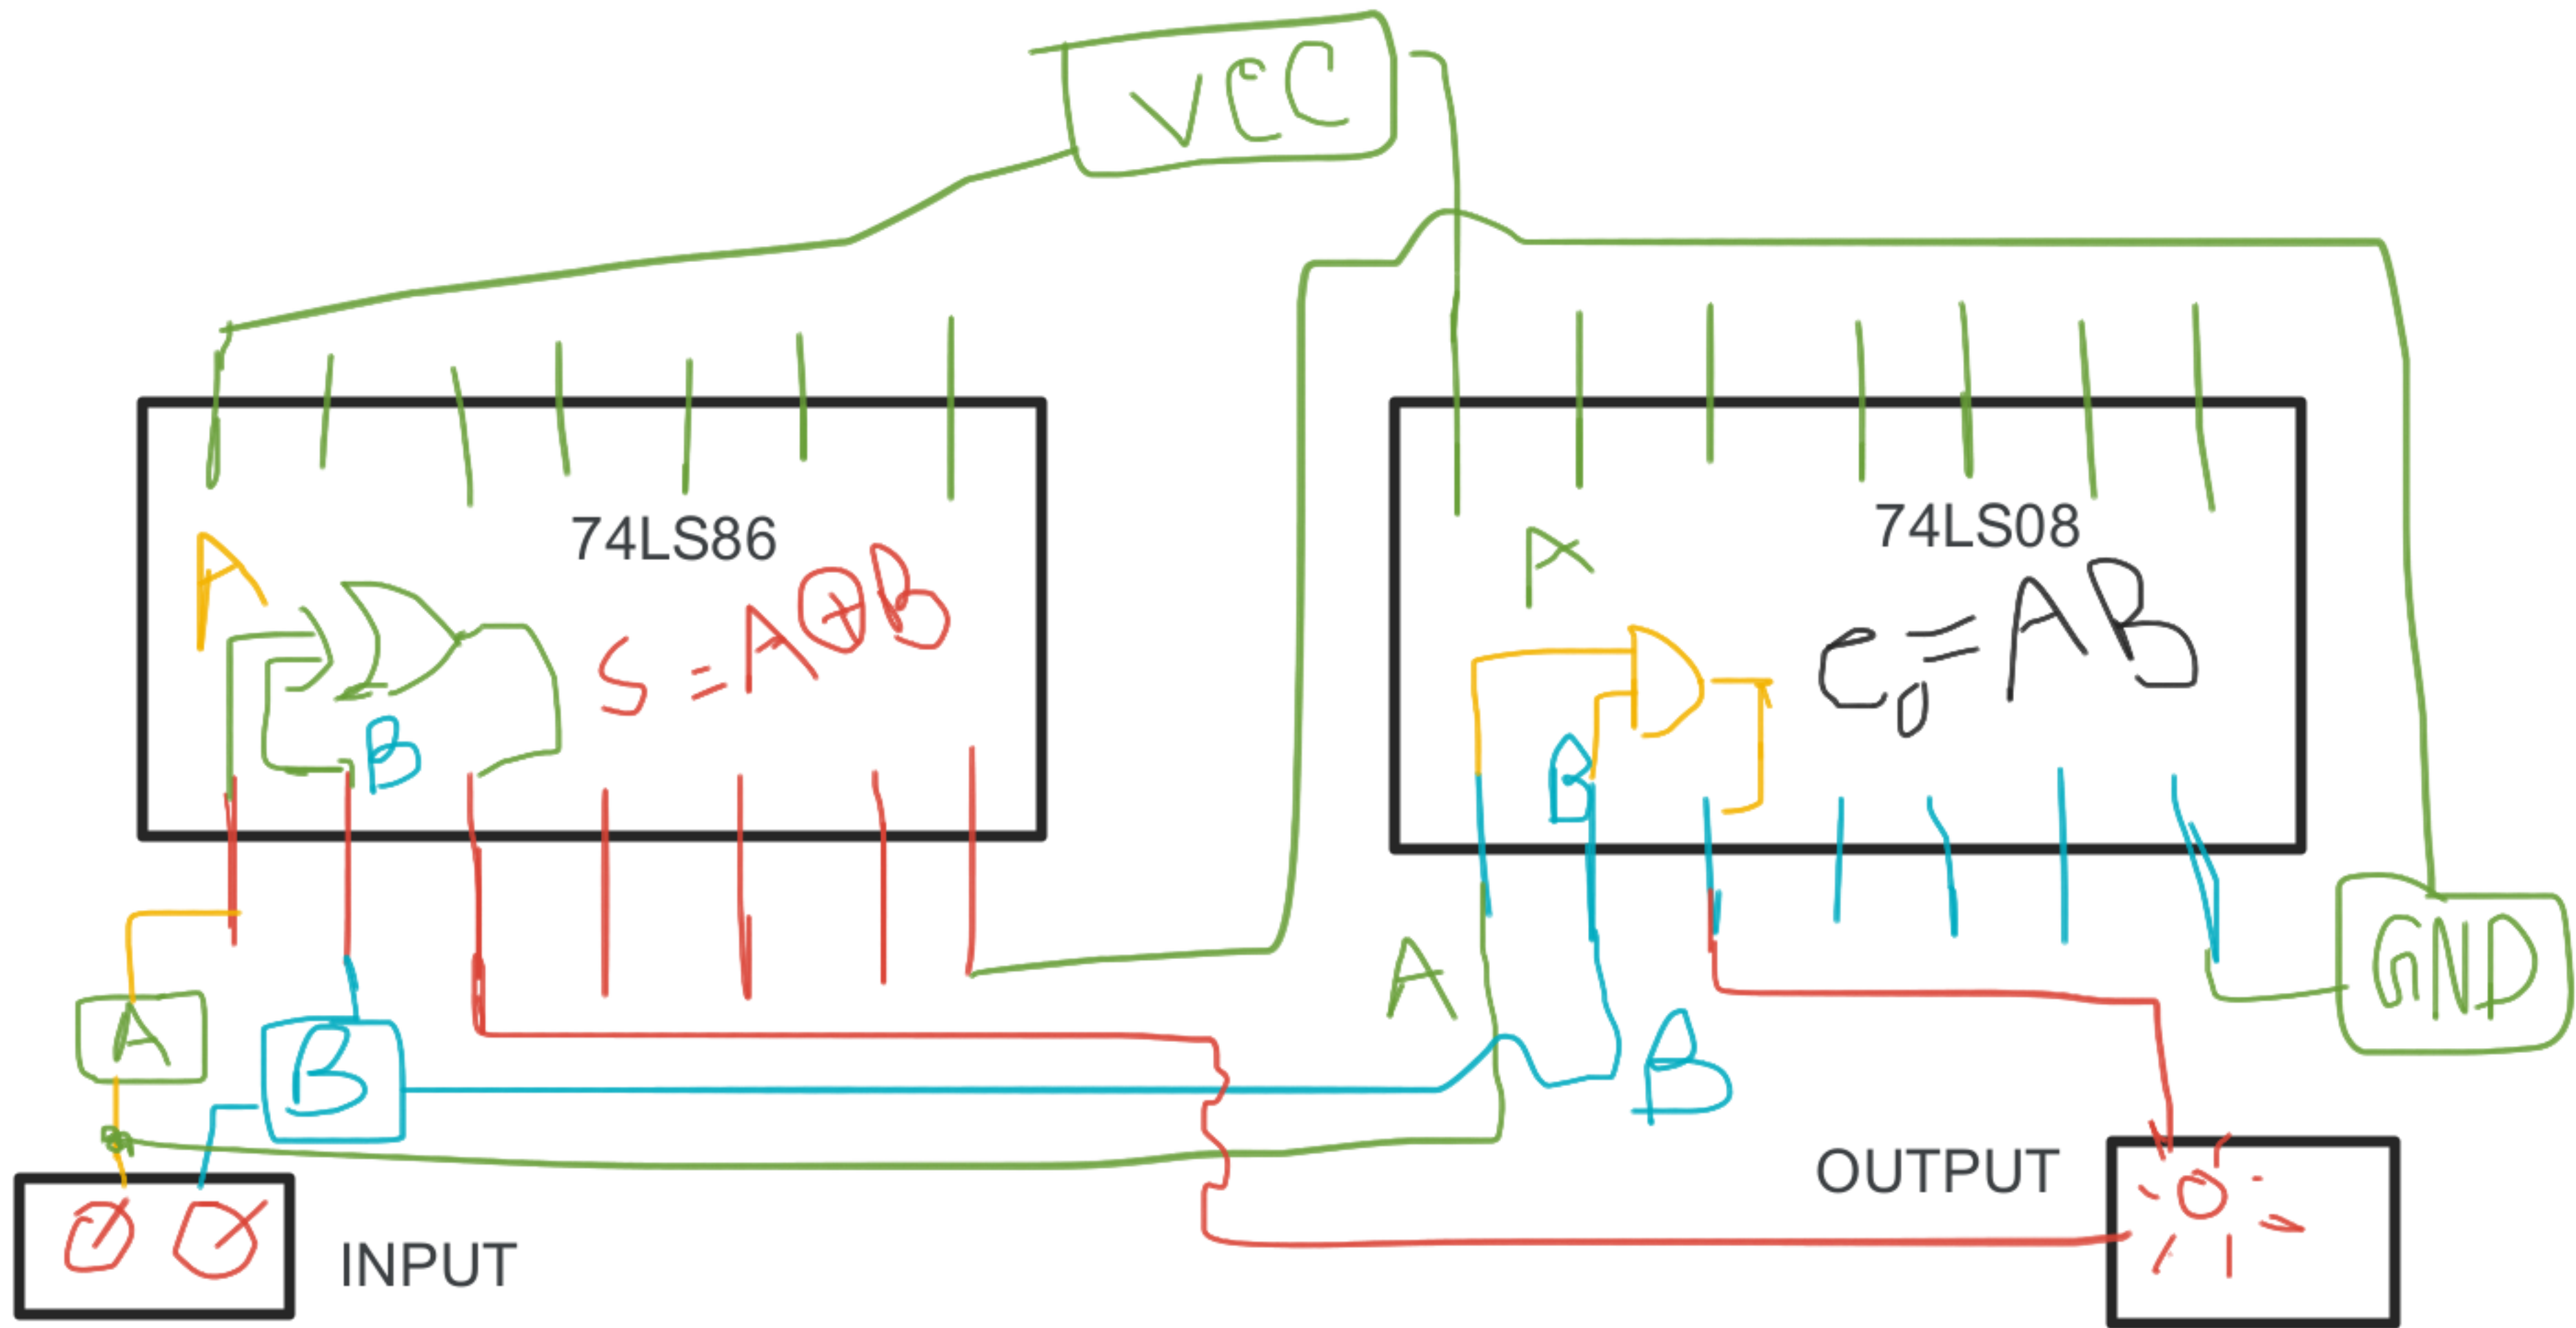 VCC
74LS86
74LS08
A
A
S = A⊕B
C₀ = AB
B
B
A
GND
A
B
B
OUTPUT
INPUT